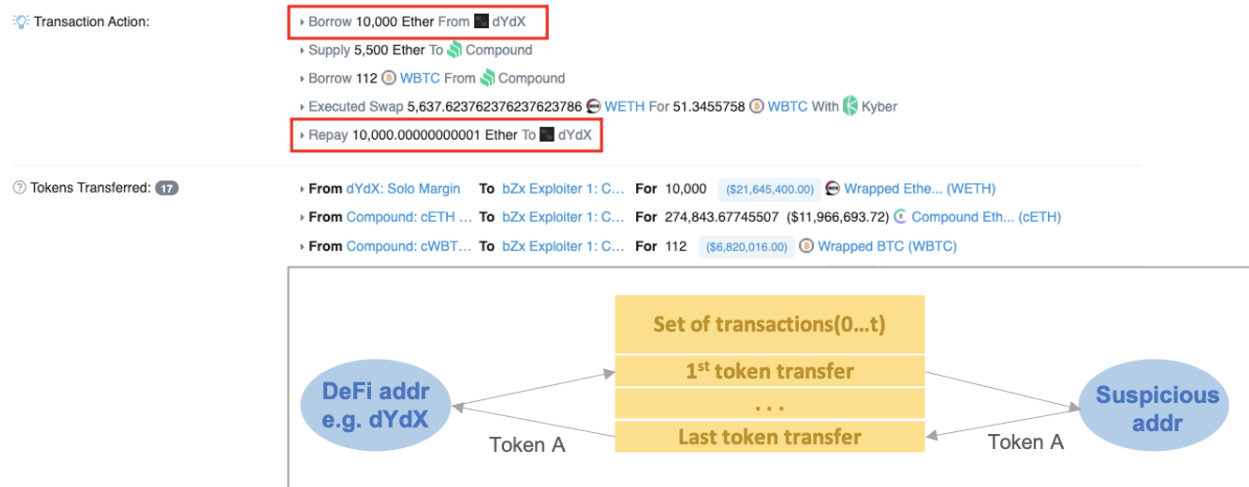 Transaction Action:
Borrow 10,000 Ether From dYdX
Supply 5,500 Ether To Compound
Borrow 112 WBTC From Compound
Executed Swap 5,637.623762376237623786 WETH For 51.3455758 WBTC With Kyber
Repay 10,000.00000000001 Ether To dYdX
Tokens Transferred: 17
From dYdX: Solo Margin To bZx Exploiter 1: C... For 10,000 ($21,645,400.00) Wrapped Ethe... (WETH)
From Compound: cETH ... To bZx Exploiter 1: C... For 274,843.67745507 ($11,966,693.72) Compound Eth... (cETH)
From Compound: cWBT... To bZx Exploiter 1: C... For 112 ($6,820,016.00) Wrapped BTC (WBTC)
Set of transactions(0...t)
1st token transfer
. . .
Last token transfer
DeFi addr
e.g. dYdX
Token A
Token A
Suspicious
addr